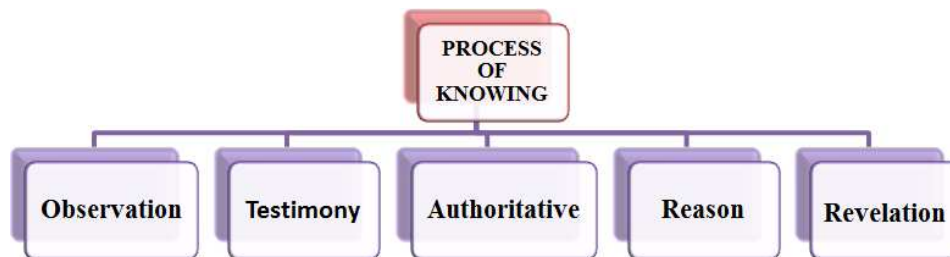 PROCESS
OF
KNOWING
Observation
Testimony
Authoritative
Reason
Revelation